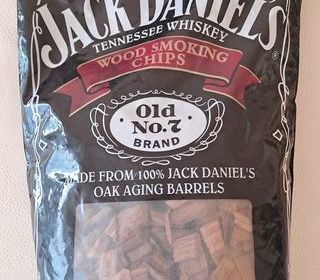 JACK DANIEL'S
TENNESSEE WHISKEY
WOOD SMOKING
CHIPS
Old
No.7
BRAND
MADE FROM 100% JACK DANIEL'S
OAK AGING BARRELS